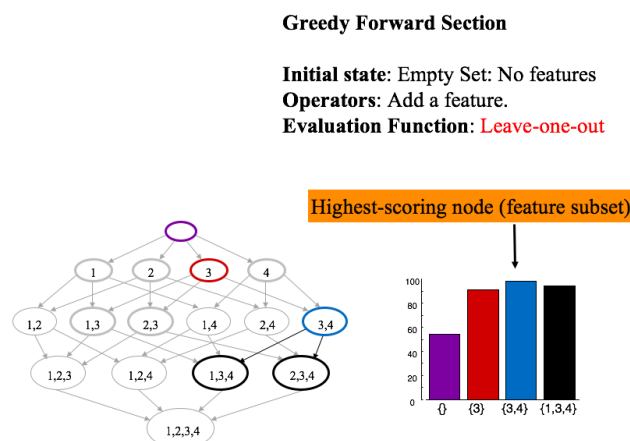 Greedy Forward Section
Initial state: Empty Set: No features
Operators: Add a feature.
Evaluation Function: Leave-one-out
Highest-scoring node (feature subset)
1 2 3 4
1,2 1,3 2,3 1,4 2,4 3,4
1,2,3 1,2,4 1,3,4 2,3,4
1,2,3,4
100
80
60
40
20
0
{} {3} {3,4} {1,3,4}